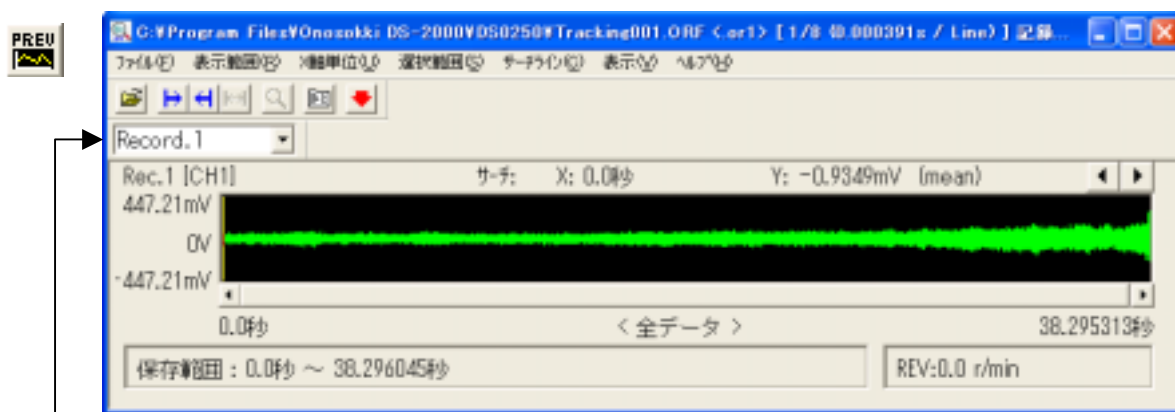 PREV
C:¥Program Files¥Onosokki DS-2000¥DS0250¥Tracking001.ORF <.or1> [ 1/8 (0.000391s / Line) ] 記録...
ファイル(F) 表示範囲(R) X軸単位(U) 選択範囲(S) サーチライン(C) 表示(V) ヘルプ(H)
Record.1
Rec.1 [CH1] サーチ: X: 0.0秒 Y: -0.9349mV (mean)
447.21mV
0V
-447.21mV
0.0秒 < 全データ > 38.295313秒
保存範囲 : 0.0秒 ～ 38.296045秒 REV:0.0 r/min